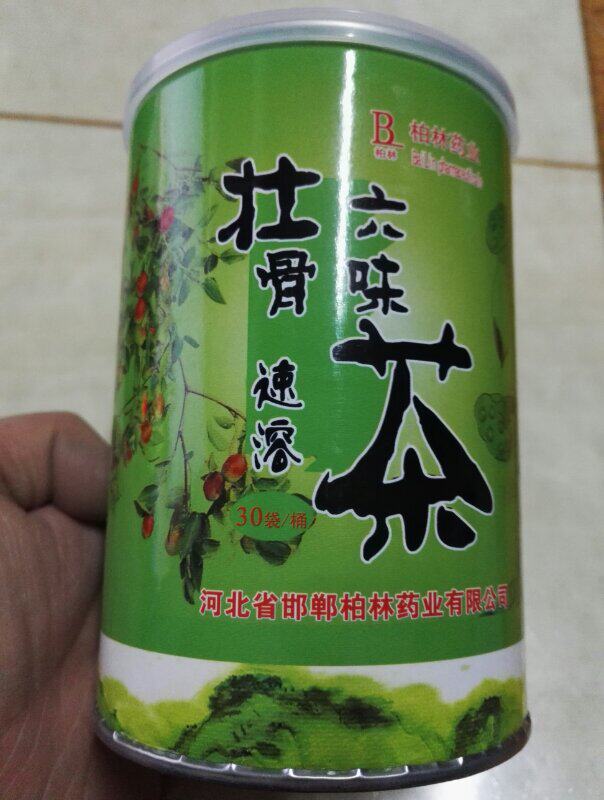 B
柏林
柏林药业
六味
壮骨
茶
速溶
30袋/桶
河北省邯郸柏林药业有限公司